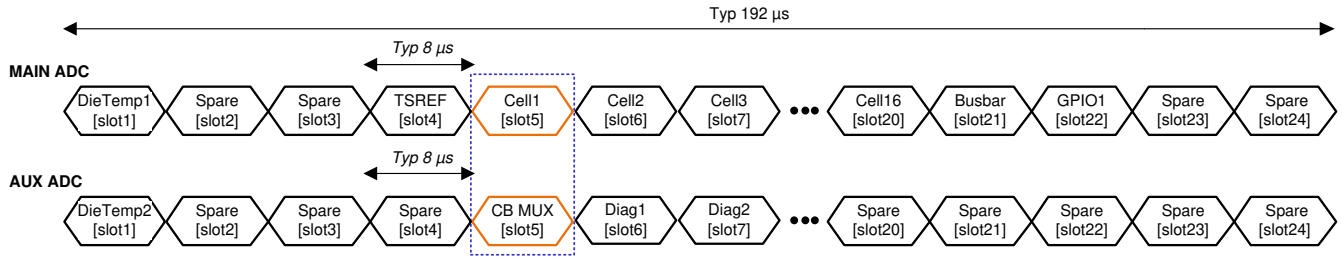 Typ 192 µs
Typ 8 µs
MAIN ADC
DieTemp1 Spare Spare TSREF Cell1 Cell2 Cell3 Cell16 Busbar GPIO1 Spare Spare
[slot1] [slot2] [slot3] [slot4] [slot5] [slot6] [slot7] [slot20] [slot21] [slot22] [slot23] [slot24]
Typ 8 µs
AUX ADC
DieTemp2 Spare Spare Spare CB MUX Diag1 Diag2 Spare Spare Spare Spare Spare
[slot1] [slot2] [slot3] [slot4] [slot5] [slot6] [slot7] [slot20] [slot21] [slot22] [slot23] [slot24]